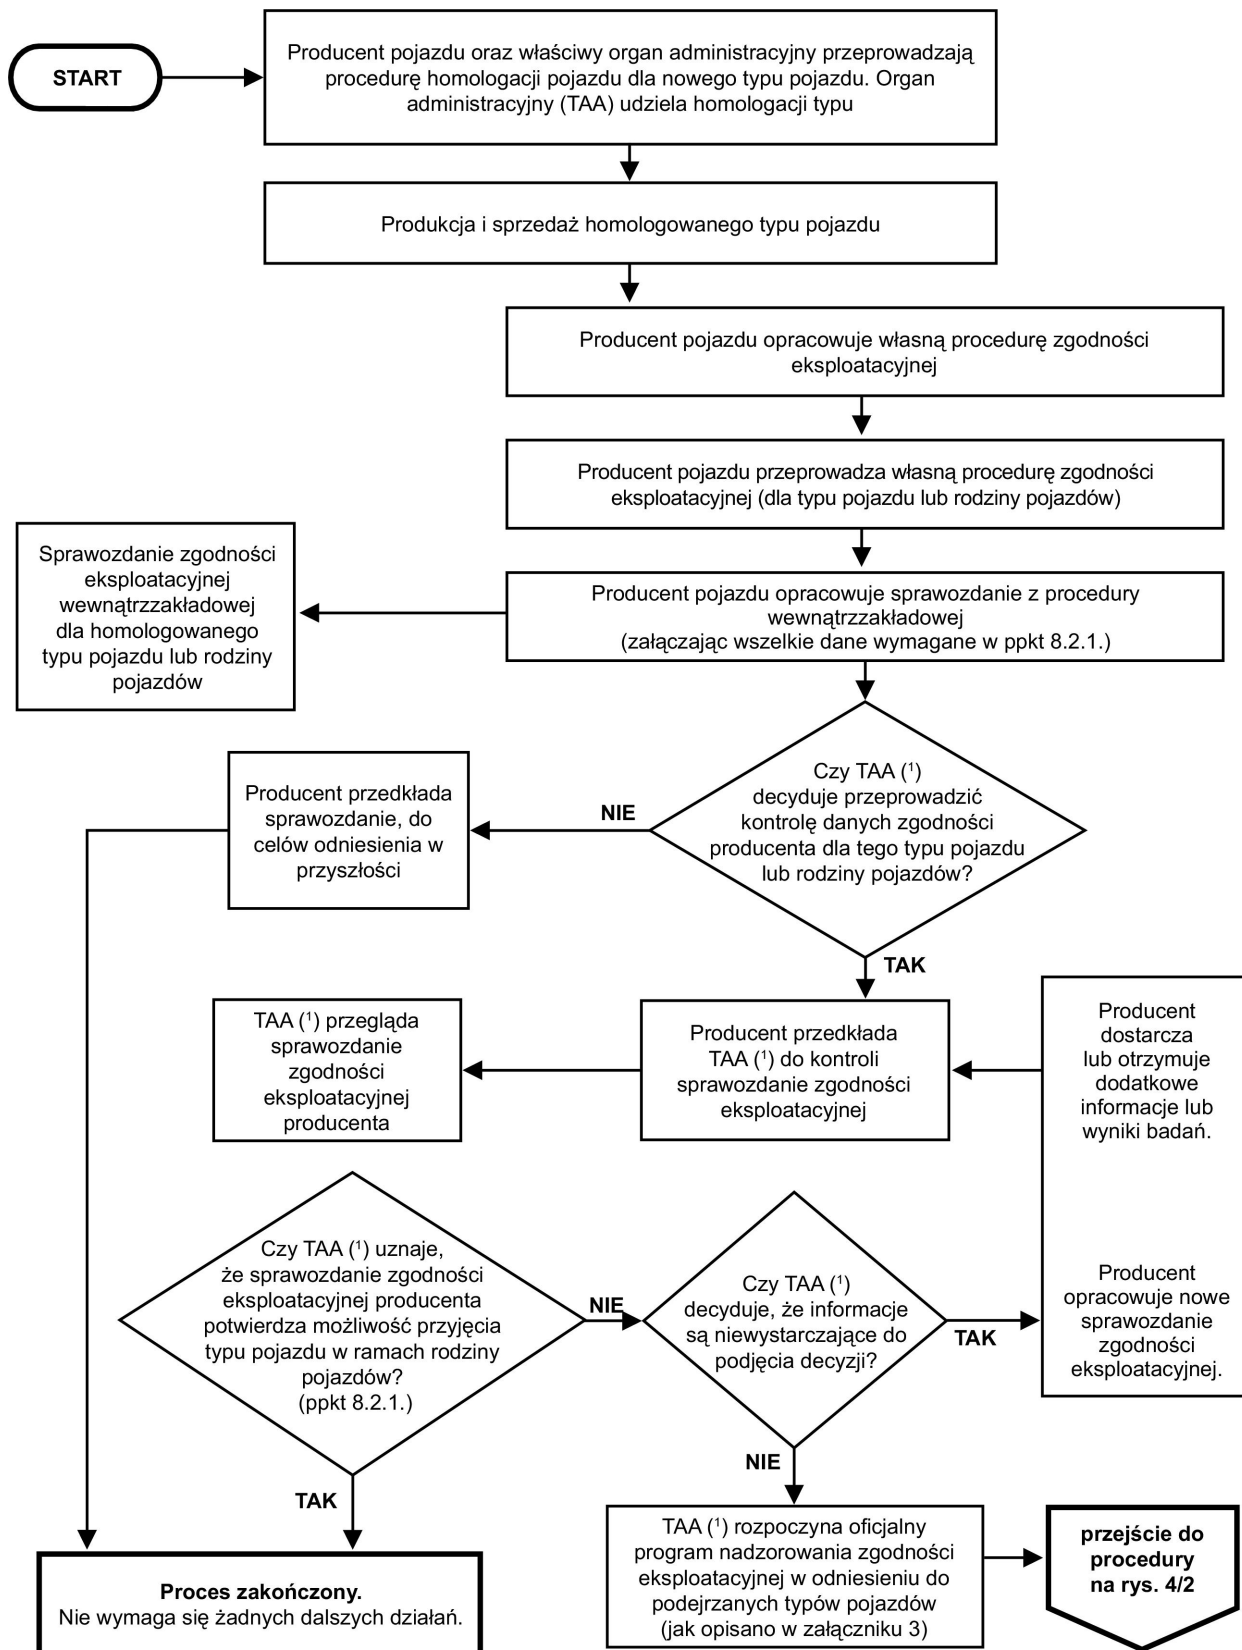 START
Producent pojazdu oraz właściwy organ administracyjny przeprowadzają
procedurę homologacji pojazdu dla nowego typu pojazdu. Organ
administracyjny (TAA) udziela homologacji typu
Produkcja i sprzedaż homologowanego typu pojazdu
Producent pojazdu opracowuje własną procedurę zgodności
eksploatacyjnej
Producent pojazdu przeprowadza własną procedurę zgodności
eksploatacyjnej (dla typu pojazdu lub rodziny pojazdów)
Sprawozdanie zgodności
eksploatacyjnej
wewnątrzzakładowej
dla homologowanego
typu pojazdu lub rodziny
pojazdów
Producent pojazdu opracowuje sprawozdanie z procedury
wewnątrzzakładowej
(załączając wszelkie dane wymagane w ppkt 8.2.1.)
Czy TAA (¹)
decyduje przeprowadzić
kontrolę danych zgodności
producenta dla tego typu pojazdu
lub rodziny pojazdów?
NIE
Producent przedkłada
sprawozdanie, do
celów odniesienia w
przyszłości
TAK
TAA (¹) przegląda
sprawozdanie
zgodności
eksploatacyjnej
producenta
Producent przedkłada
TAA (¹) do kontroli
sprawozdanie zgodności
eksploatacyjnej
Producent
dostarcza
lub otrzymuje
dodatkowe
informacje lub
wyniki badań.
Producent
opracowuje nowe
sprawozdanie
zgodności
eksploatacyjnej.
Czy TAA (¹) uznaje,
że sprawozdanie zgodności
eksploatacyjnej producenta
potwierdza możliwość przyjęcia
typu pojazdu w ramach rodziny
pojazdów?
(ppkt 8.2.1.)
NIE
Czy TAA (¹)
decyduje, że informacje
są niewystarczające do
podjęcia decyzji?
TAK
NIE
TAK
Proces zakończony.
Nie wymaga się żadnych dalszych działań.
TAA (¹) rozpoczyna oficjalny
program nadzorowania zgodności
eksploatacyjnej w odniesieniu do
podejrzanych typów pojazdów
(jak opisano w załączniku 3)
przejście do
procedury
na rys. 4/2